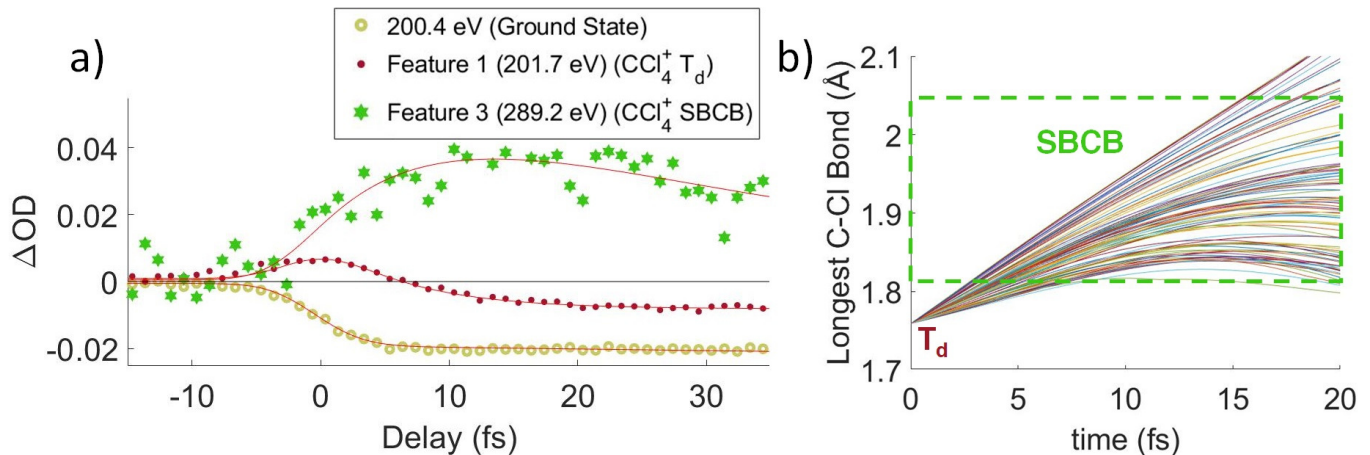 a)
200.4 eV (Ground State)
Feature 1 (201.7 eV) (CCl₄⁺ T_d)
Feature 3 (289.2 eV) (CCl₄⁺ SBCB)
ΔOD
0.04
0.02
0
-0.02
-10
0
10
20
30
Delay (fs)
b)
Longest C-Cl Bond (Å)
2.1
2
1.9
1.8
1.7
SBCB
T_d
0
5
10
15
20
time (fs)